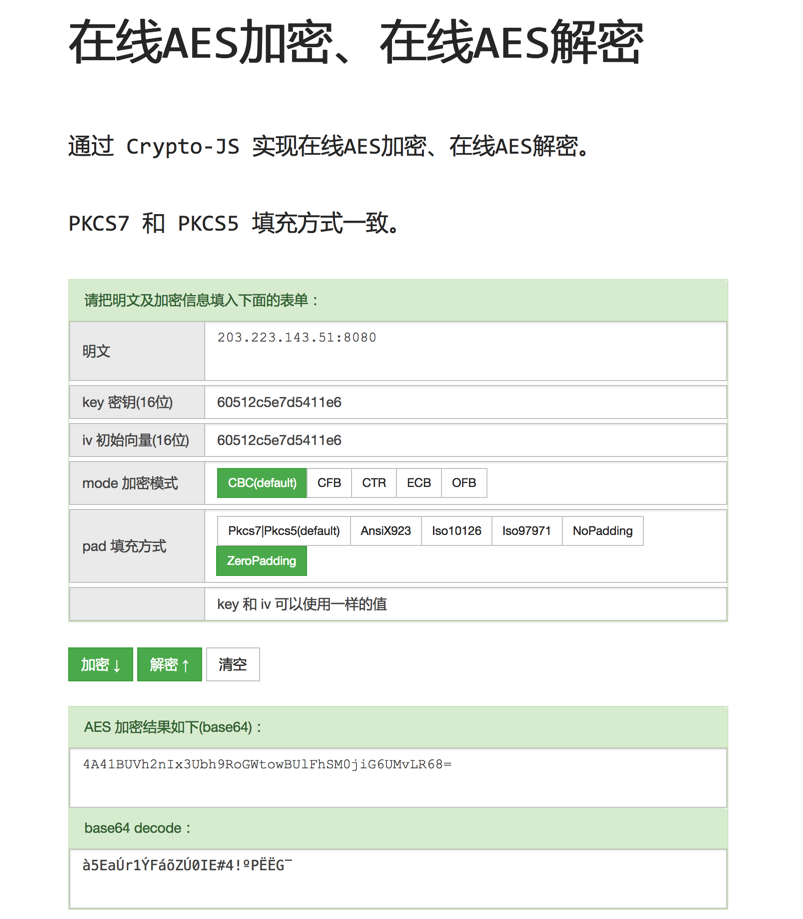 在线AES加密、在线AES解密
通过 Crypto-JS 实现在线AES加密、在线AES解密。
PKCS7 和 PKCS5 填充方式一致。
请把明文及加密信息填入下面的表单：
明文
203.223.143.51:8080
key 密钥(16位)
60512c5e7d5411e6
iv 初始向量(16位)
60512c5e7d5411e6
mode 加密模式
CBC(default) CFB CTR ECB OFB
pad 填充方式
Pkcs7|Pkcs5(default) AnsiX923 Iso10126 Iso97971 NoPadding
ZeroPadding
key 和 iv 可以使用一样的值
加密↓ 解密↑ 清空
AES 加密结果如下(base64)：
4A41BUVh2nIx3Ubh9RoGWtowBUlFhSM0jiG6UMvLR68=
base64 decode：
à5EaÚr1ÝFáõZÚ0IE#4!ºPËËG¯